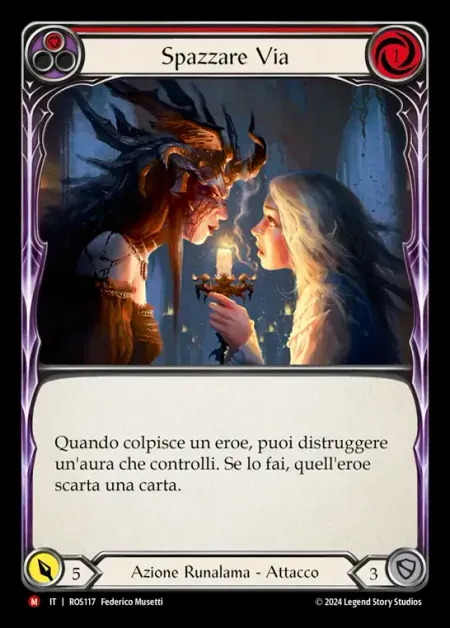 Spazzare Via
1
Quando colpisce un eroe, puoi distruggere
un'aura che controlli. Se lo fai, quell'eroe
scarta una carta.
5
Azione Runalama - Attacco
3
M IT | ROS117 Federico Musetti
© 2024 Legend Story Studios